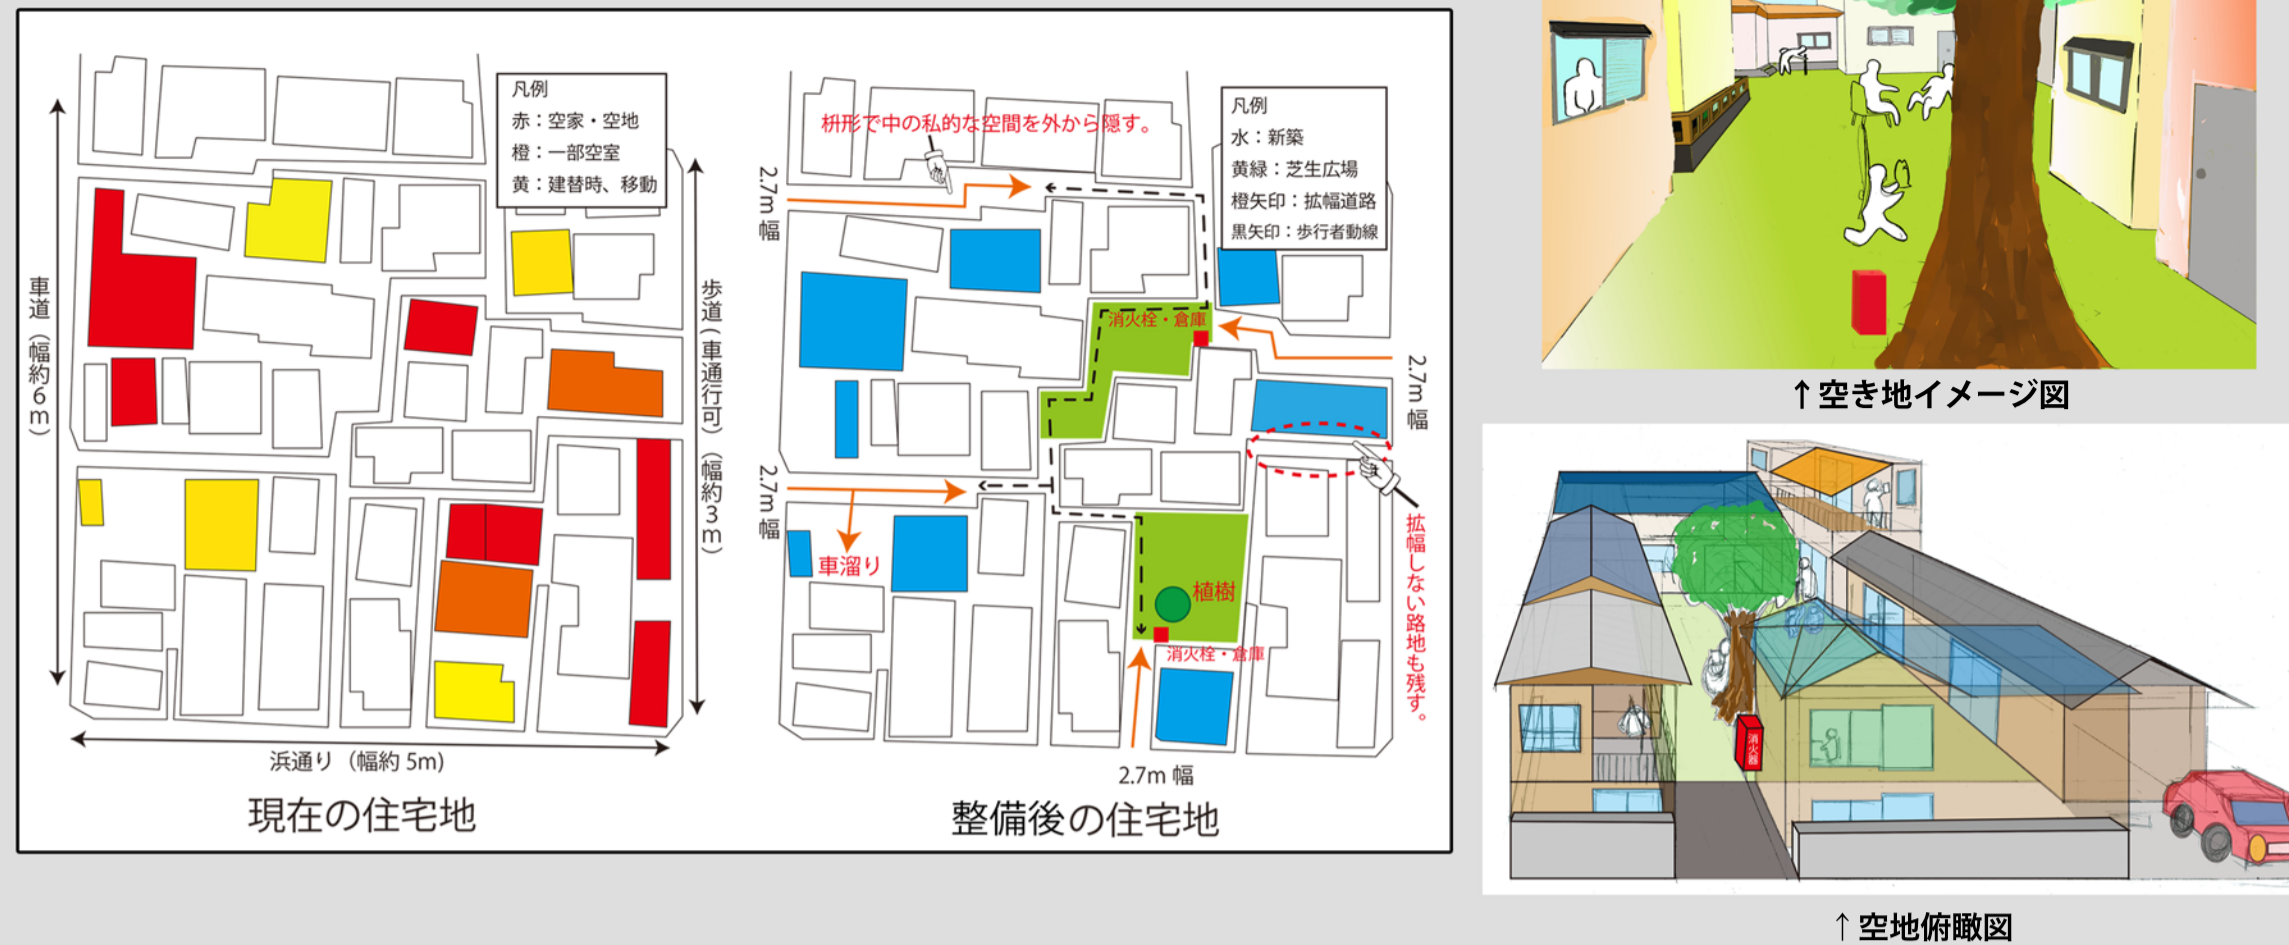 凡例
赤：空家・空地
橙：一部空室
黄：建替時、移動
車道（幅約6m）
歩道(車通行可)（幅約3m）
浜通り（幅約5m)
現在の住宅地
枡形で中の私的な空間を外から隠す。
凡例
水：新築
黄緑：芝生広場
橙矢印：拡幅道路
黒矢印：歩行者動線
2.7m幅
消火栓・倉庫
2.7m幅
2.7m幅
車溜り
植樹
消火栓・倉庫
拡幅しない路地も残す。
2.7m 幅
整備後の住宅地
↑空き地イメージ図
消火器
↑空地俯瞰図